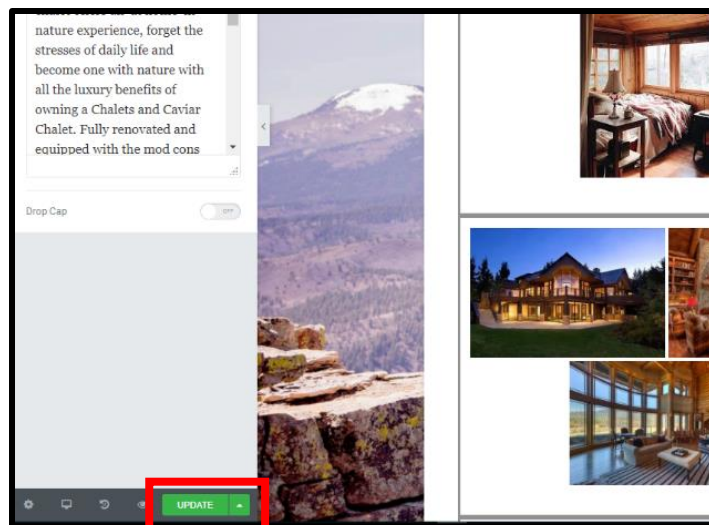 nature experience, forget the
stresses of daily life and
become one with nature with
all the luxury benefits of
owning a Chalets and Caviar
Chalet. Fully renovated and
equipped with the mod cons
Drop Cap
OFF
UPDATE